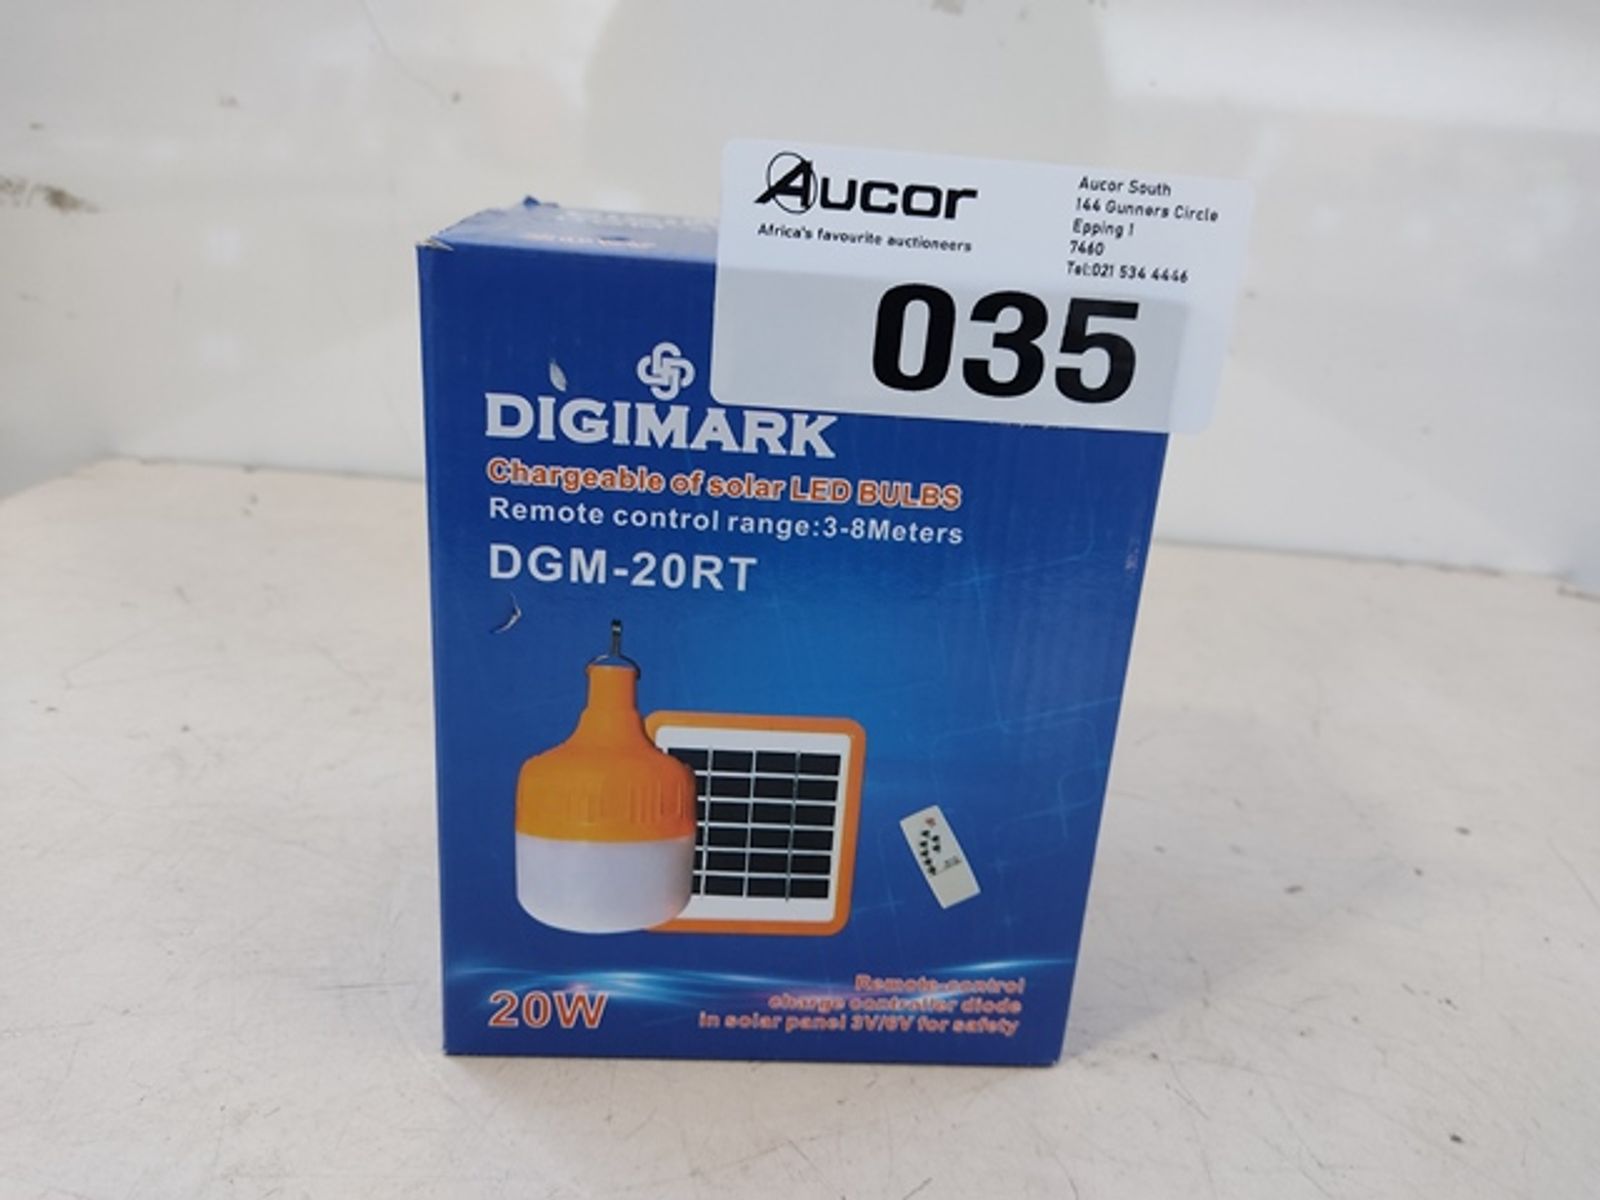 Aucor
Africa's favourite auctioneers
Aucor South
144 Gunners Circle
Epping 1
7460
Tel:021 534 4446
035
DIGIMARK
Chargeable of solar LED BULBS
Remote control range:3-8Meters
DGM-20RT
20W
Remote-control
charge controller diode
in solar panel 3V/6V for safety